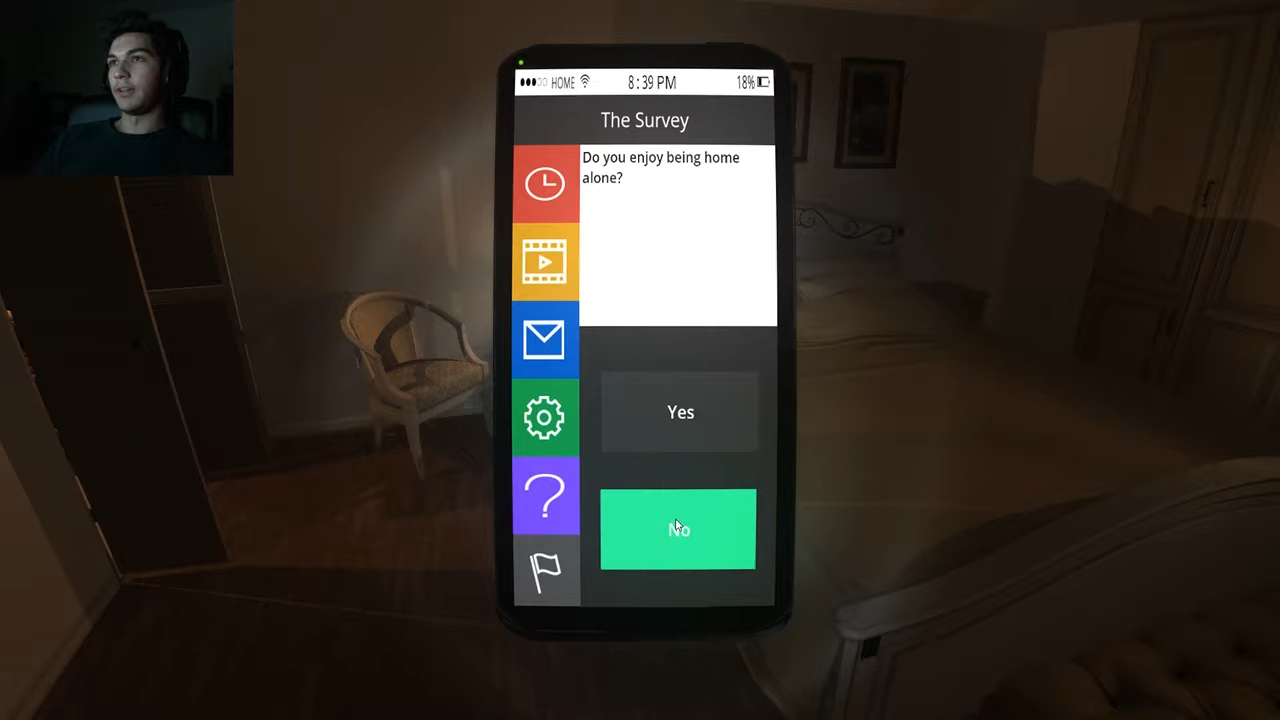 HOME 8:39 PM 18%
The Survey
Do you enjoy being home
alone?
Yes
No